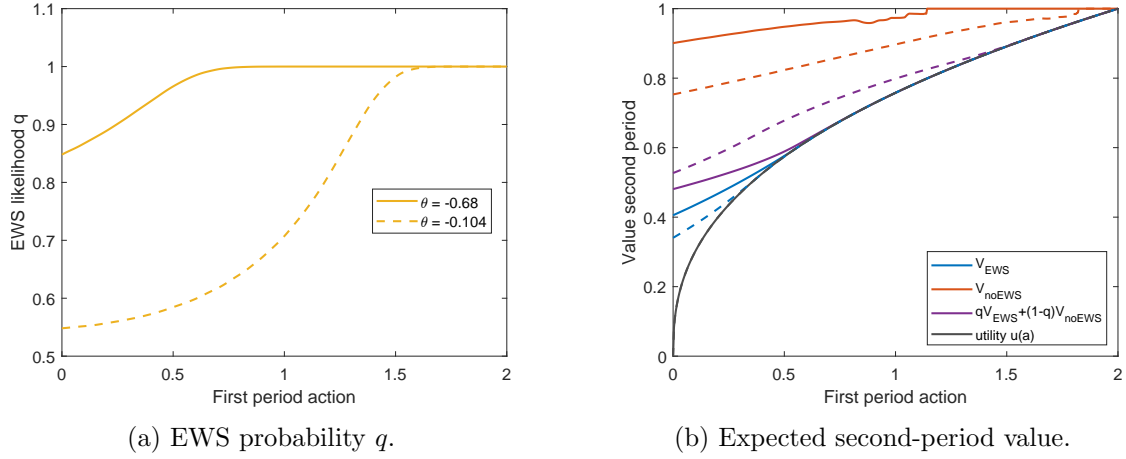 EWS likelihood q
1.1
1
0.9
0.8
0.7
0.6
0.5
0
0.5
1
1.5
2
First period action
θ = -0.68
θ = -0.104
(a) EWS probability q.
Value second period
1
0.8
0.6
0.4
0.2
0
0
0.5
1
1.5
2
First period action
V_EWS
V_noEWS
qV_EWS+(1-q)V_noEWS
utility u(a)
(b) Expected second-period value.